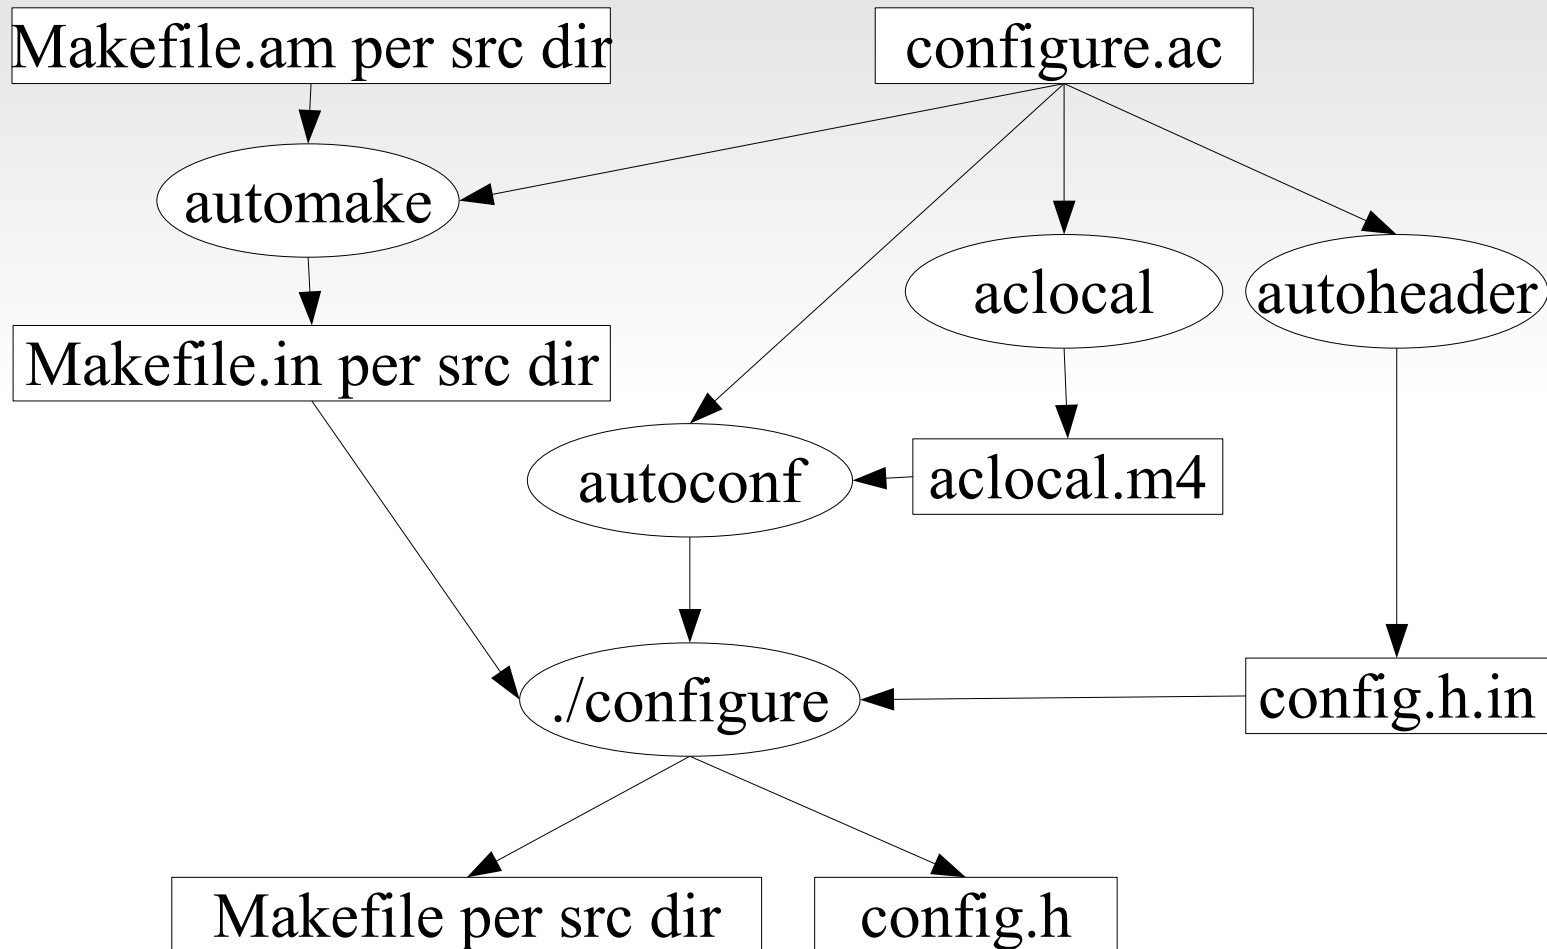 Makefile.am per src dir
configure.ac
automake
aclocal
autoheader
Makefile.in per src dir
autoconf
aclocal.m4
./configure
config.h.in
Makefile per src dir
config.h